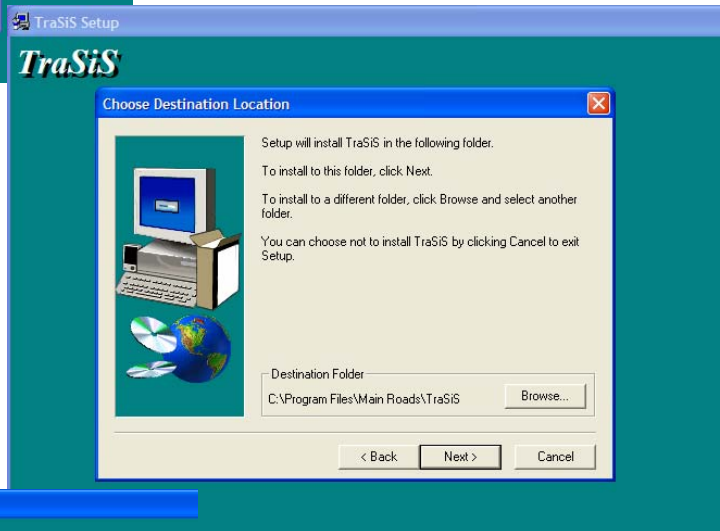 TraSiS Setup
TraSiS
Choose Destination Location
Setup will install TraSiS in the following folder.
To install to this folder, click Next.
To install to a different folder, click Browse and select another
folder.
You can choose not to install TraSiS by clicking Cancel to exit
Setup.
Destination Folder
C:\Program Files\Main Roads\TraSiS
Browse...
< Back
Next >
Cancel